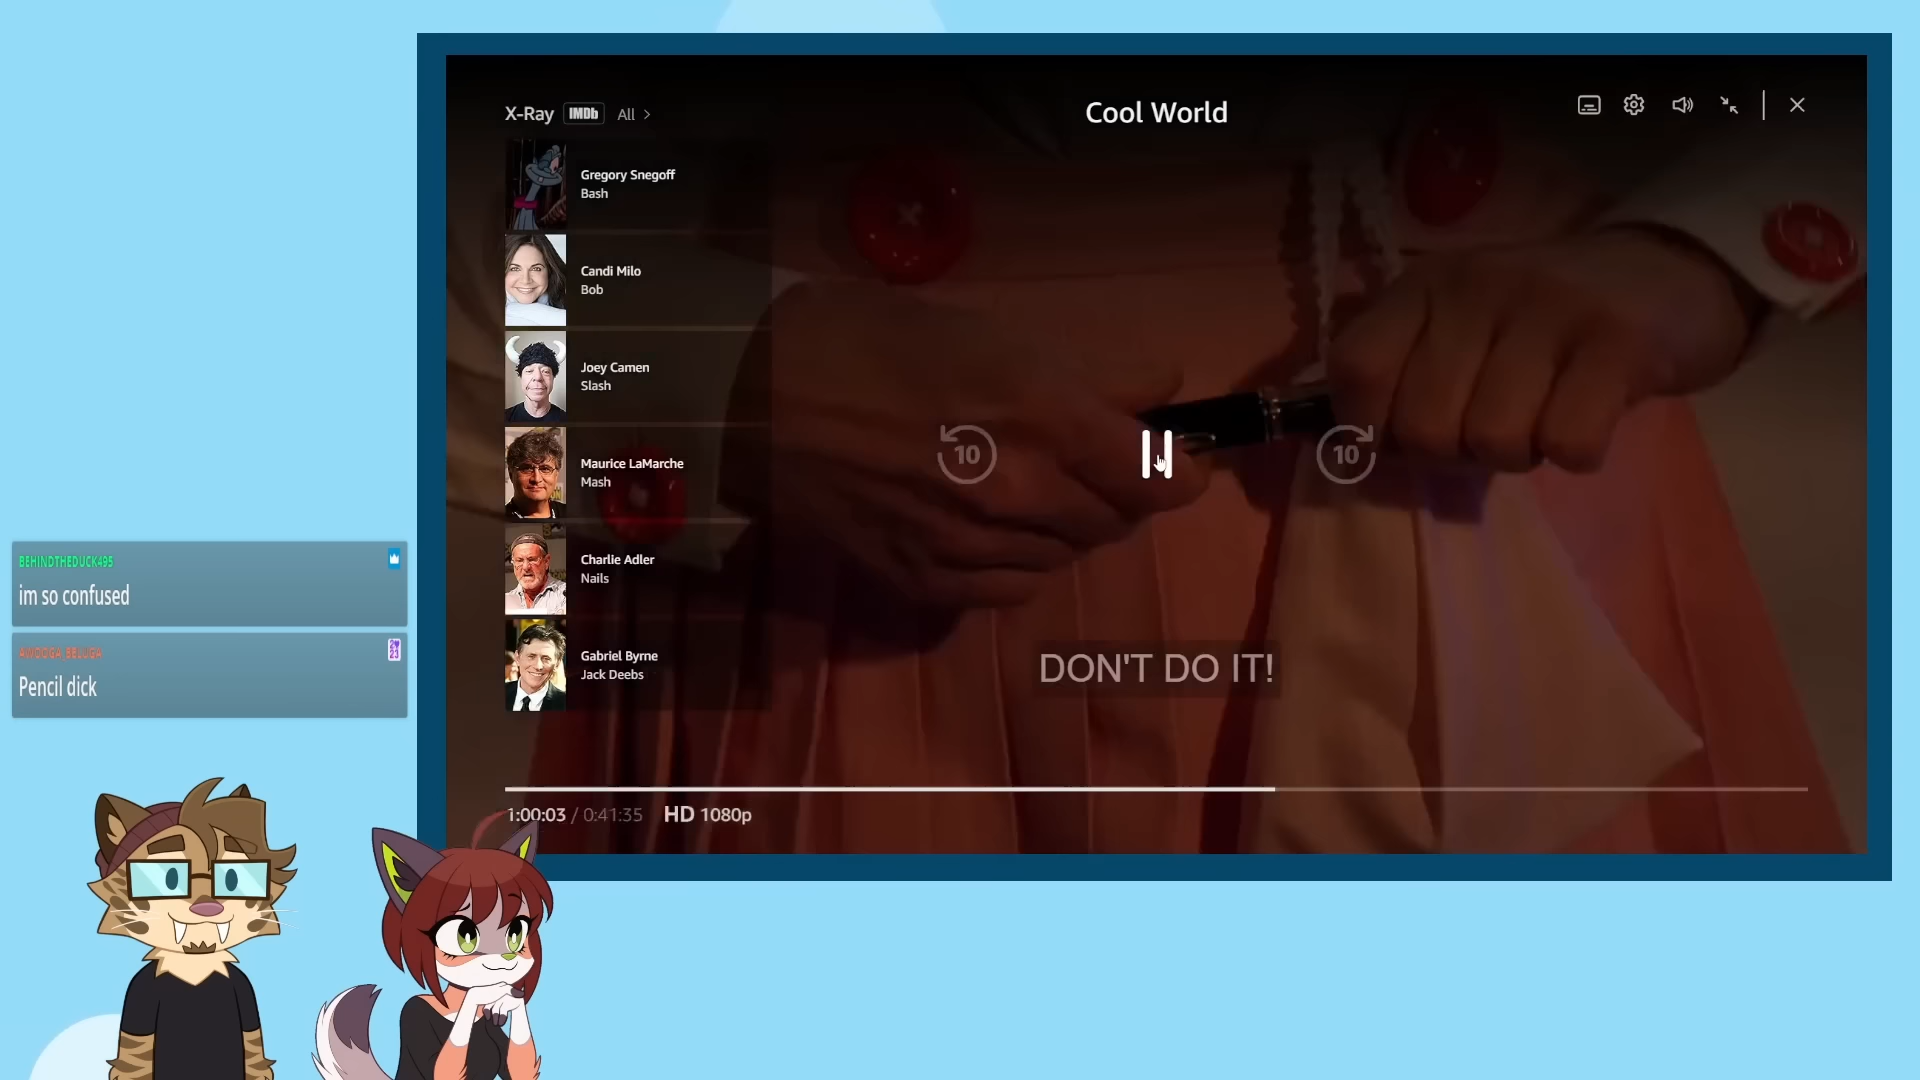 X-Ray IMDb All >
Cool World
Gregory Snegoff
Bash
Candi Milo
Bob
Joey Camen
Slash
Maurice LaMarche
Mash
Charlie Adler
Nails
Gabriel Byrne
Jack Deebs
10
10
DON'T DO IT!
1:00:03 / 0:41:35 HD 1080p
BEHINDTHEDUCK495
im so confused
AWOOGA BELUGA
Pencil dick